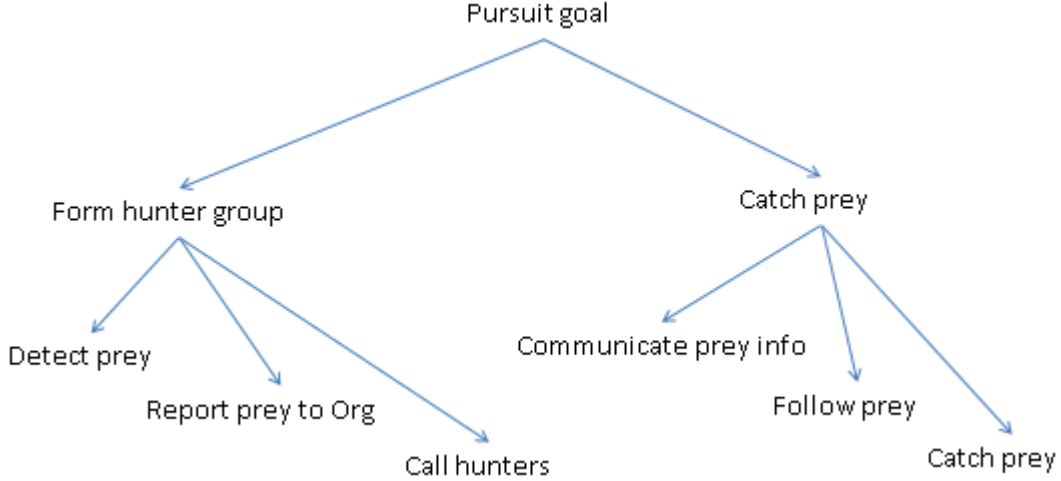 Pursuit goal
Form hunter group
Catch prey
Detect prey
Report prey to Org
Call hunters
Communicate prey info
Follow prey
Catch prey